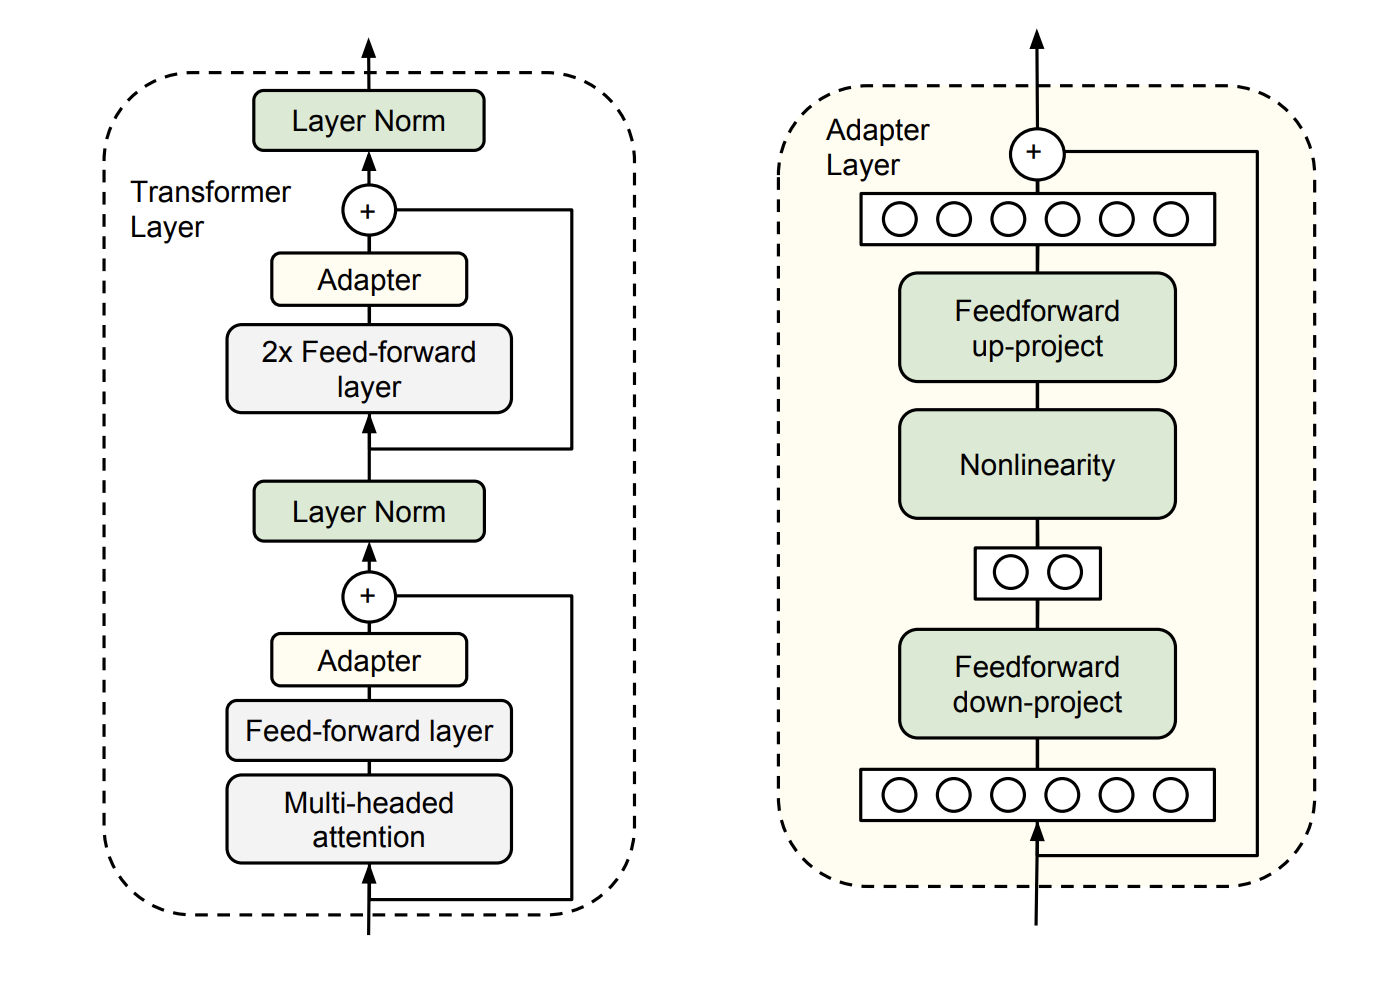 Layer Norm
Transformer
Layer
+
Adapter
2x Feed-forward
layer
Layer Norm
+
Adapter
Feed-forward layer
Multi-headed
attention
Adapter
Layer
+
Feedforward
up-project
Nonlinearity
Feedforward
down-project